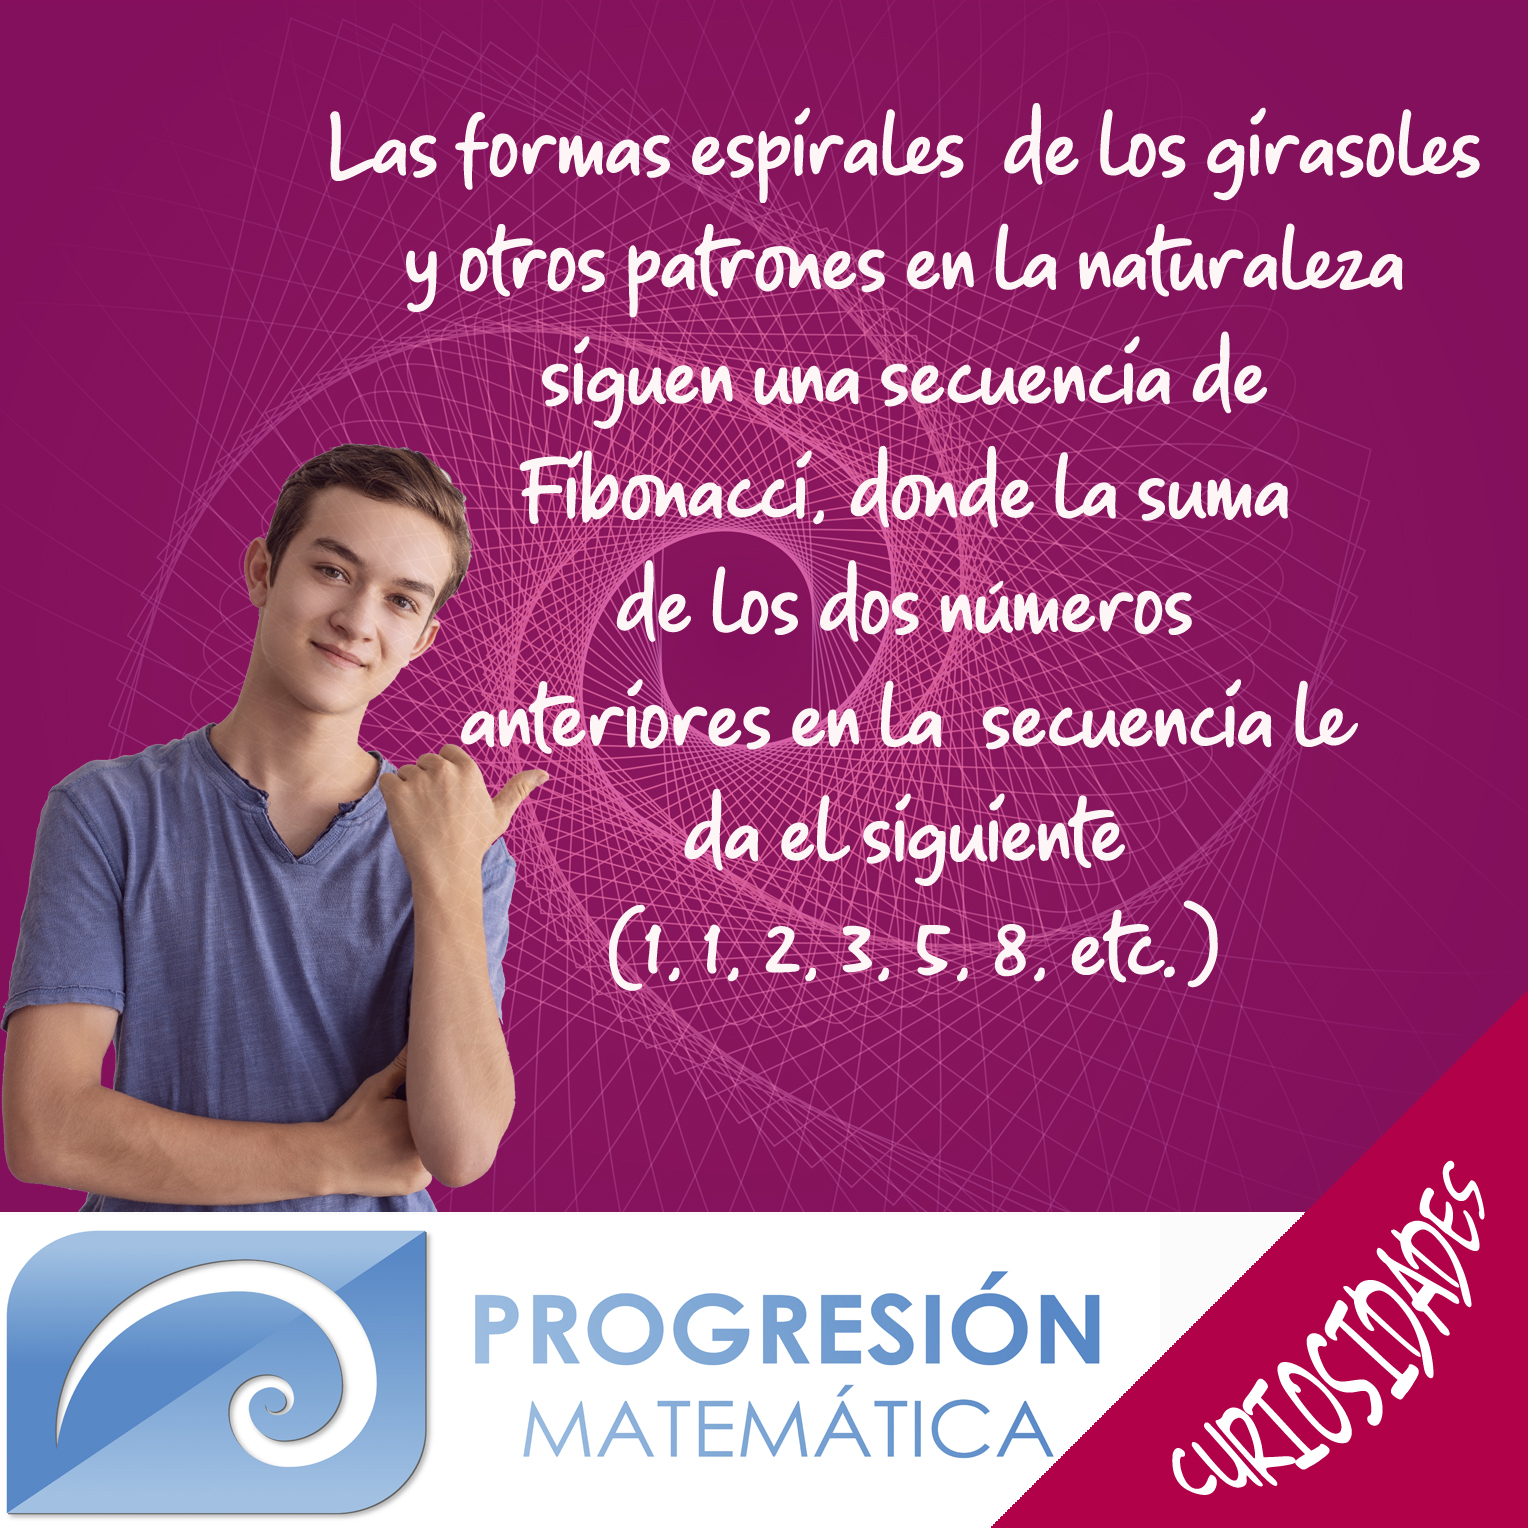 Las formas espirales de los girasoles
y otros patrones en la naturaleza
siguen una secuencia de
Fibonacci, donde la suma
de los dos números
anteriores en la secuencia le
da el siguiente
(1, 1, 2, 3, 5, 8, etc.)
PROGRESIÓN
MATEMÁTICA
CURIOSIDADES